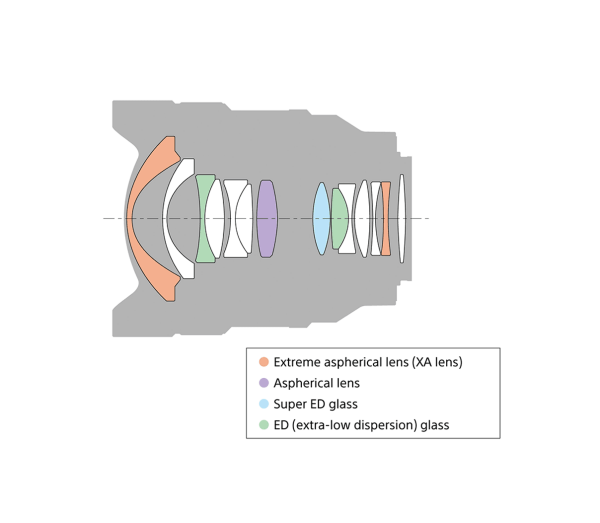 Extreme aspherical lens (XA lens)
Aspherical lens
Super ED glass
ED (extra-low dispersion) glass